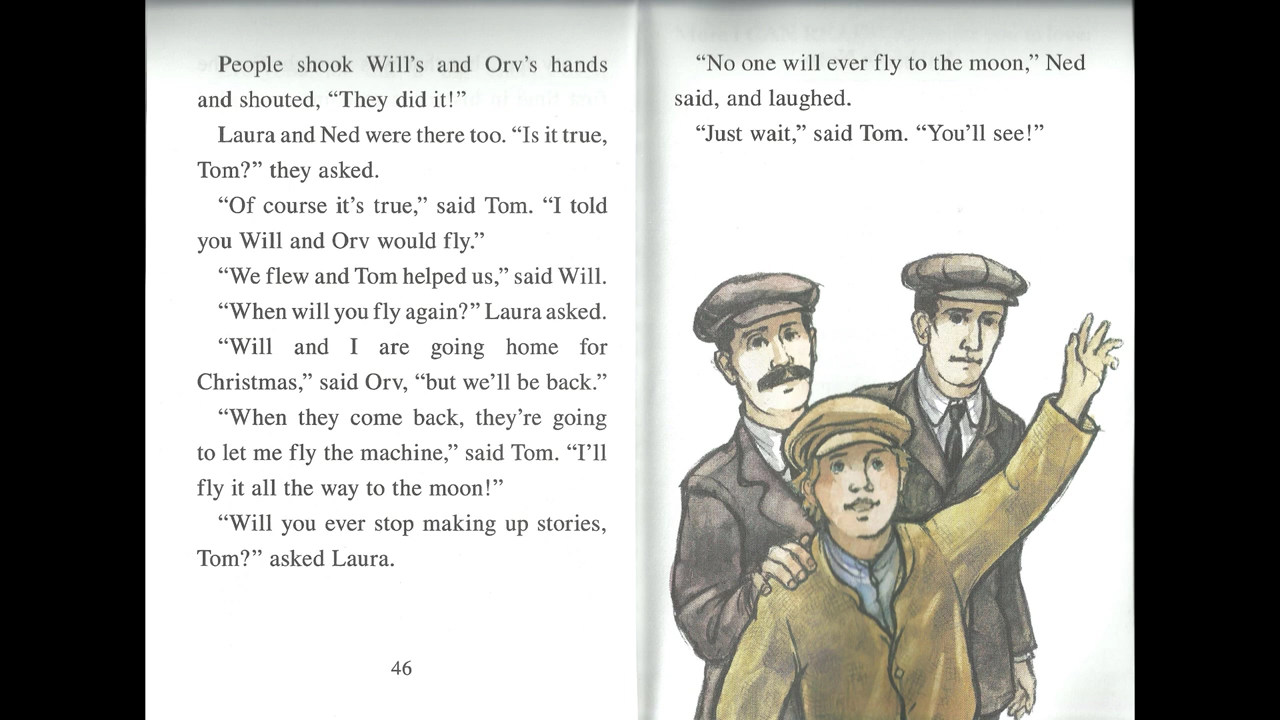 People shook Will's and Orv's hands
and shouted, “They did it!”
Laura and Ned were there too. “Is it true,
Tom?” they asked.
“Of course it's true,” said Tom. “I told
you Will and Orv would fly.”
“We flew and Tom helped us,” said Will.
“When will you fly again?” Laura asked.
“Will and I are going home for
Christmas,” said Orv, “but we'll be back.”
“When they come back, they're going
to let me fly the machine,” said Tom. “I'll
fly it all the way to the moon!”
“Will you ever stop making up stories,
Tom?” asked Laura.
46
“No one will ever fly to the moon,” Ned
said, and laughed.
“Just wait,” said Tom. “You'll see!”